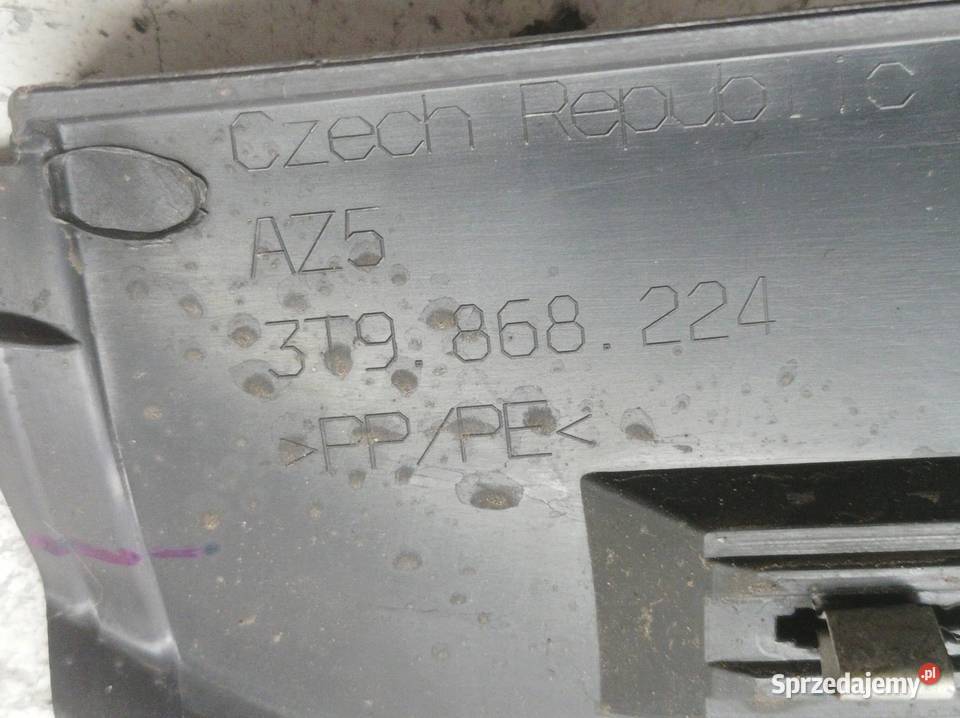 Czech Republic
AZ5
3T9.868.224
>PP/PE<
Sprzedajemy.pl